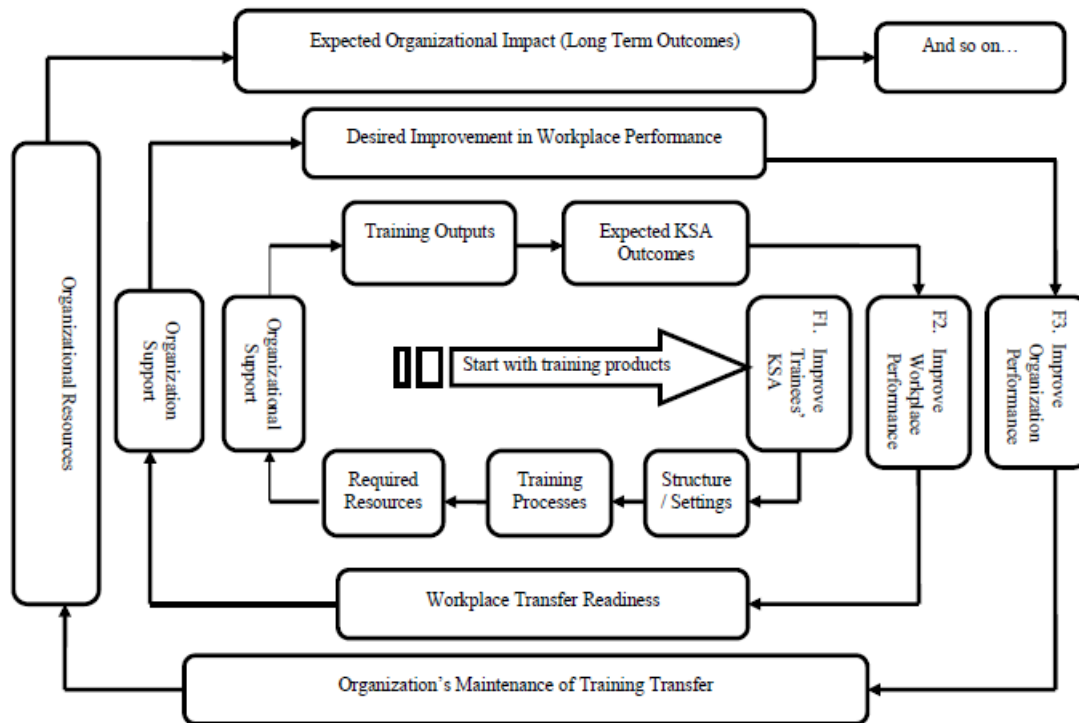 Expected Organizational Impact (Long Term Outcomes)
And so on…
Desired Improvement in Workplace Performance
Training Outputs
Expected KSA
Outcomes
Organizational Resources
Organization
Support
Organizational
Support
Start with training products
F1. Improve
Trainees’
KSA
F2. Improve
Workplace
Performance
F3. Improve
Organization
Performance
Required
Resources
Training
Processes
Structure
/ Settings
Workplace Transfer Readiness
Organization’s Maintenance of Training Transfer